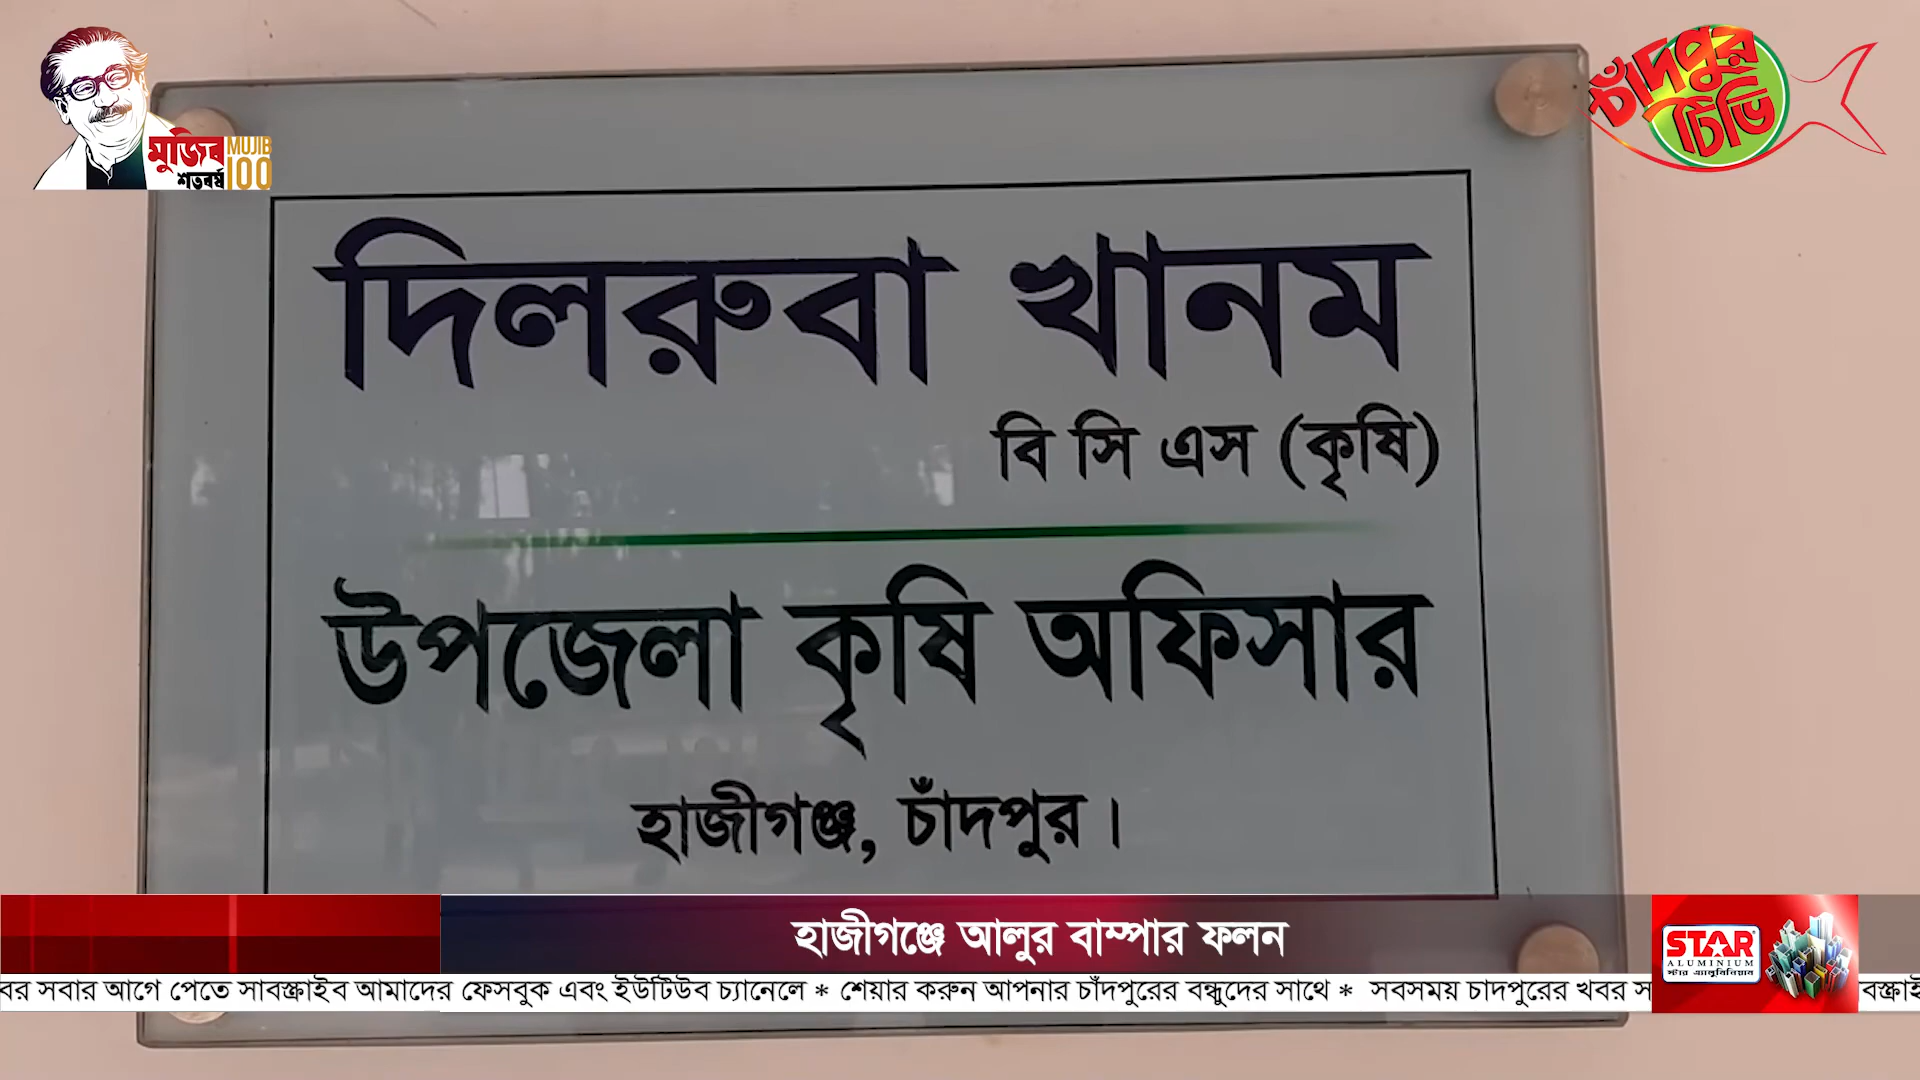 মুজিব MUJIB
শতবর্ষ 100
চাঁদপুর
টিভি
দিলরুবা খানম
বি সি এস (কৃষি)
উপজেলা কৃষি অফিসার
হাজীগঞ্জ, চাঁদপুর।
হাজীগঞ্জে আলুর বাম্পার ফলন
STAR
ALUMINIUM
স্টার এ্যালুমিনিয়াম
বর সবার আগে পেতে সাবস্ক্রাইব আমাদের ফেসবুক এবং ইউটিউব চ্যানেলে * শেয়ার করুন আপনার চাঁদপুরের বন্ধুদের সাথে * সবসময় চাদপুরের খবর স